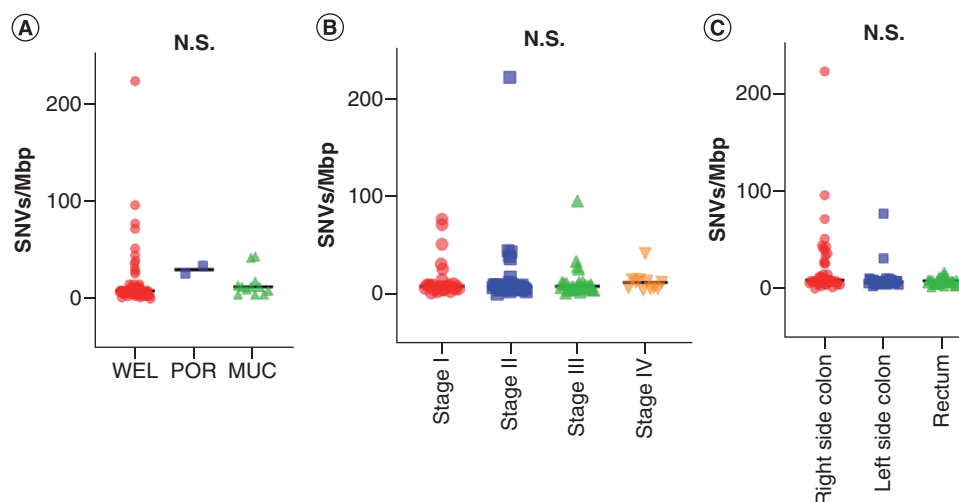 A
N.S.
SNVs/Mbp
200
100
0
WEL POR MUC
B
N.S.
SNVs/Mbp
200
100
0
Stage I
Stage II
Stage III
Stage IV
C
N.S.
SNVs/Mbp
200
100
0
Right side colon
Left side colon
Rectum